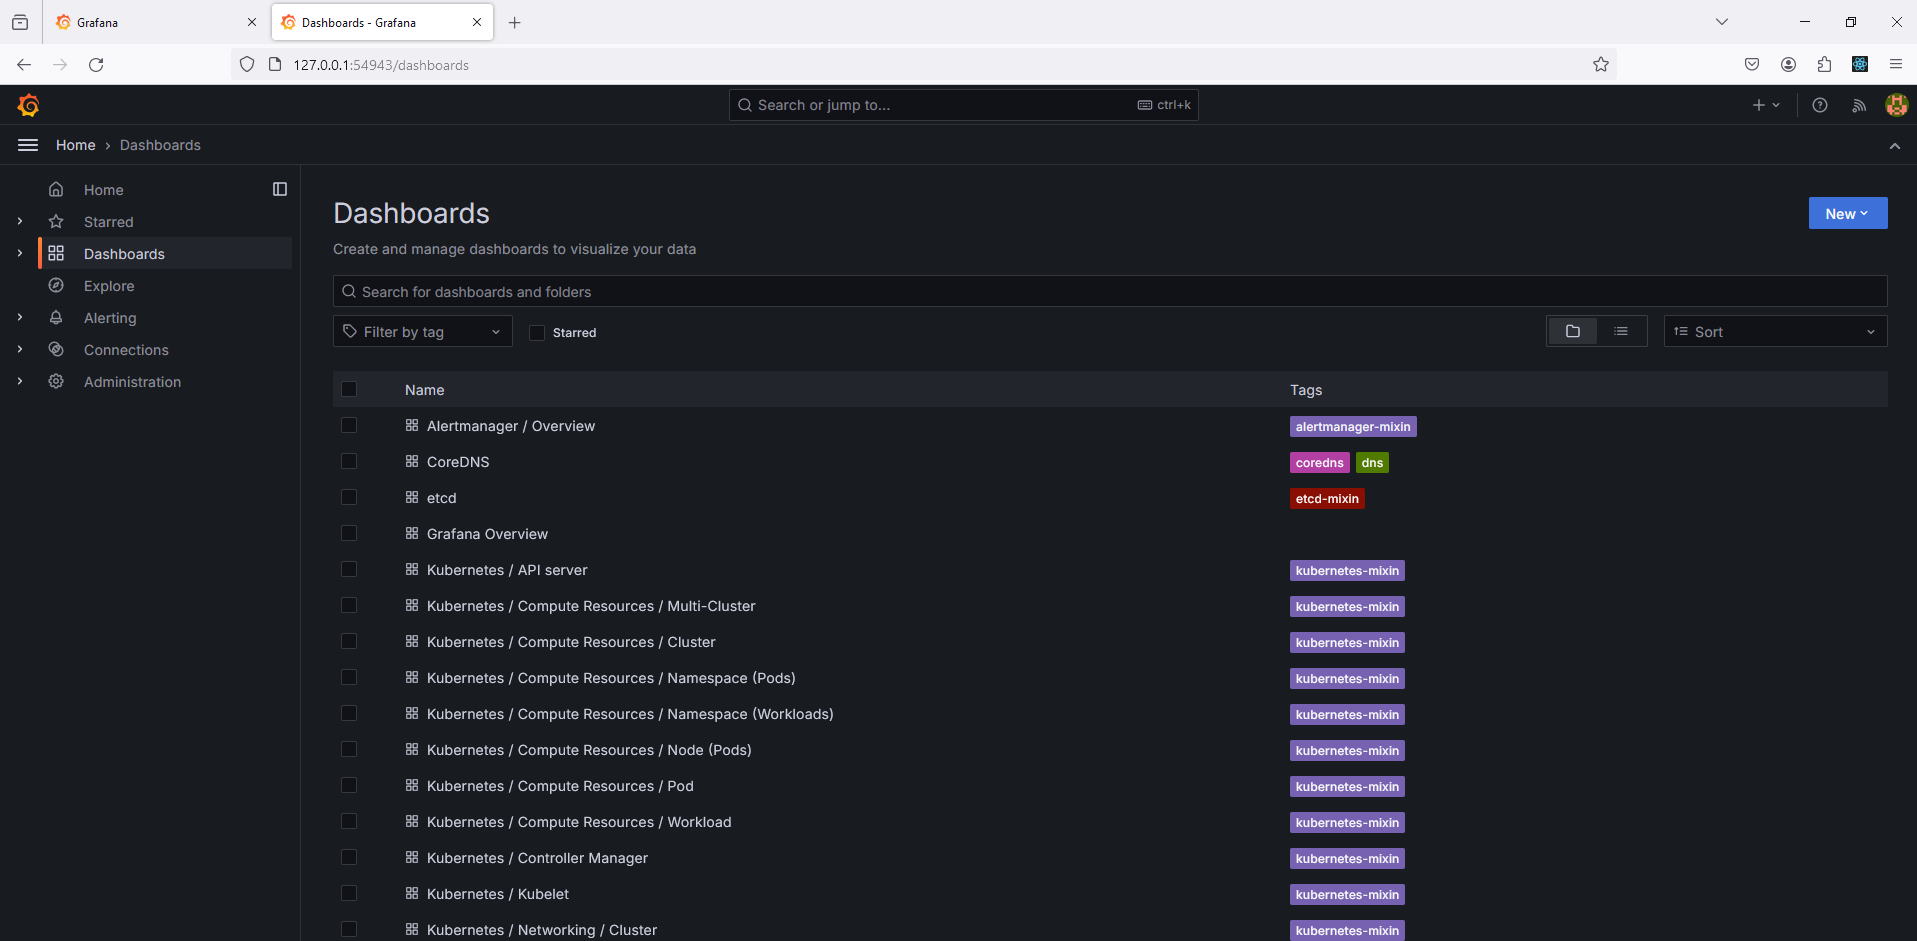 Grafana
Dashboards - Grafana
127.0.0.1:54943/dashboards
Search or jump to...
ctrl+k
Home › Dashboards
Home
Starred
Dashboards
Explore
Alerting
Connections
Administration
Dashboards
New
Create and manage dashboards to visualize your data
Search for dashboards and folders
Filter by tag
Starred
Sort
Name Tags
Alertmanager / Overview alertmanager-mixin
CoreDNS coredns dns
etcd etcd-mixin
Grafana Overview
Kubernetes / API server kubernetes-mixin
Kubernetes / Compute Resources / Multi-Cluster kubernetes-mixin
Kubernetes / Compute Resources / Cluster kubernetes-mixin
Kubernetes / Compute Resources / Namespace (Pods) kubernetes-mixin
Kubernetes / Compute Resources / Namespace (Workloads) kubernetes-mixin
Kubernetes / Compute Resources / Node (Pods) kubernetes-mixin
Kubernetes / Compute Resources / Pod kubernetes-mixin
Kubernetes / Compute Resources / Workload kubernetes-mixin
Kubernetes / Controller Manager kubernetes-mixin
Kubernetes / Kubelet kubernetes-mixin
Kubernetes / Networking / Cluster kubernetes-mixin